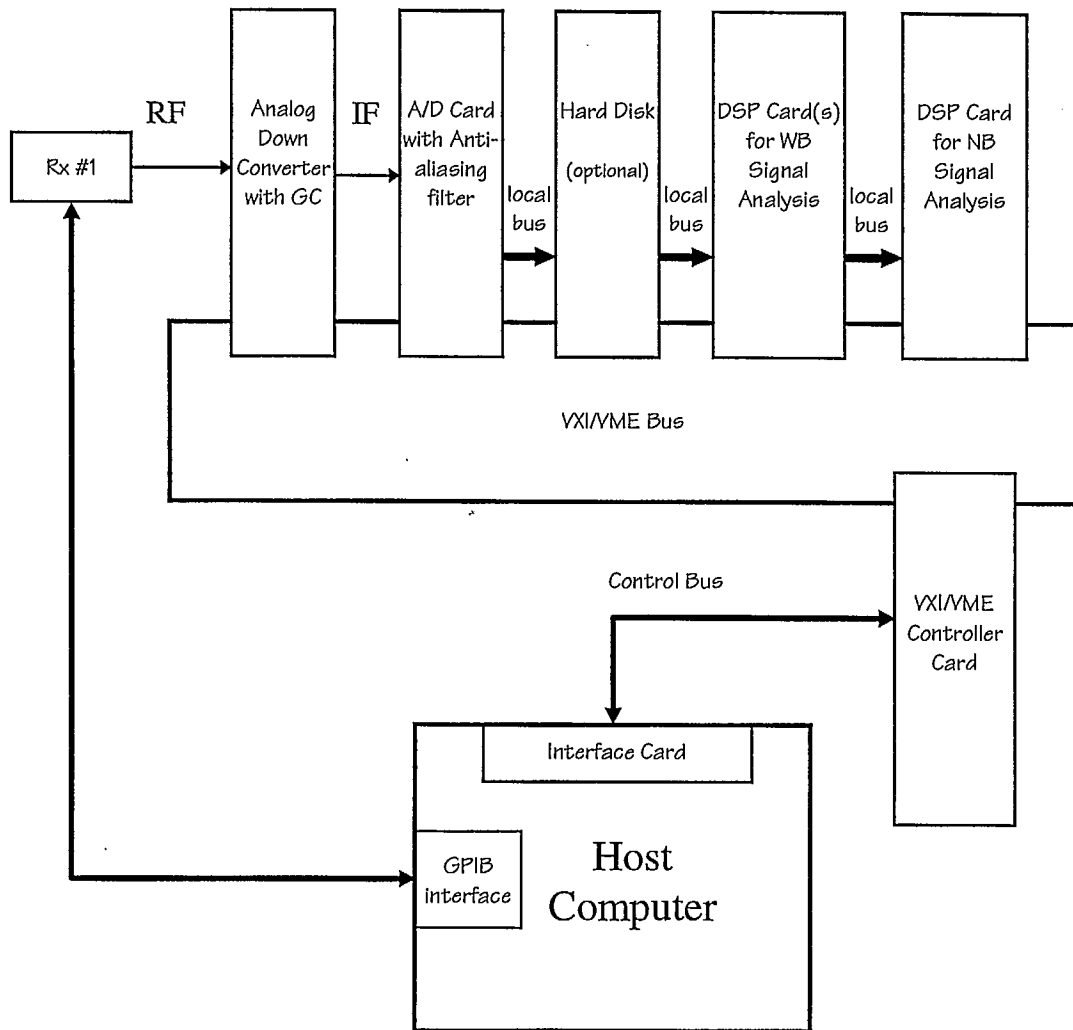 RF
Rx #1
Analog
Down
Converter
with GC
IF
A/D Card
with Anti-
aliasing
filter
local
bus
Hard Disk
(optional)
local
bus
DSP Card(s)
for WB
Signal
Analysis
local
bus
DSP Card
for NB
Signal
Analysis
VXI/VME Bus
Control Bus
VXI/VME
Controller
Card
Interface Card
GPIB
interface
Host
Computer